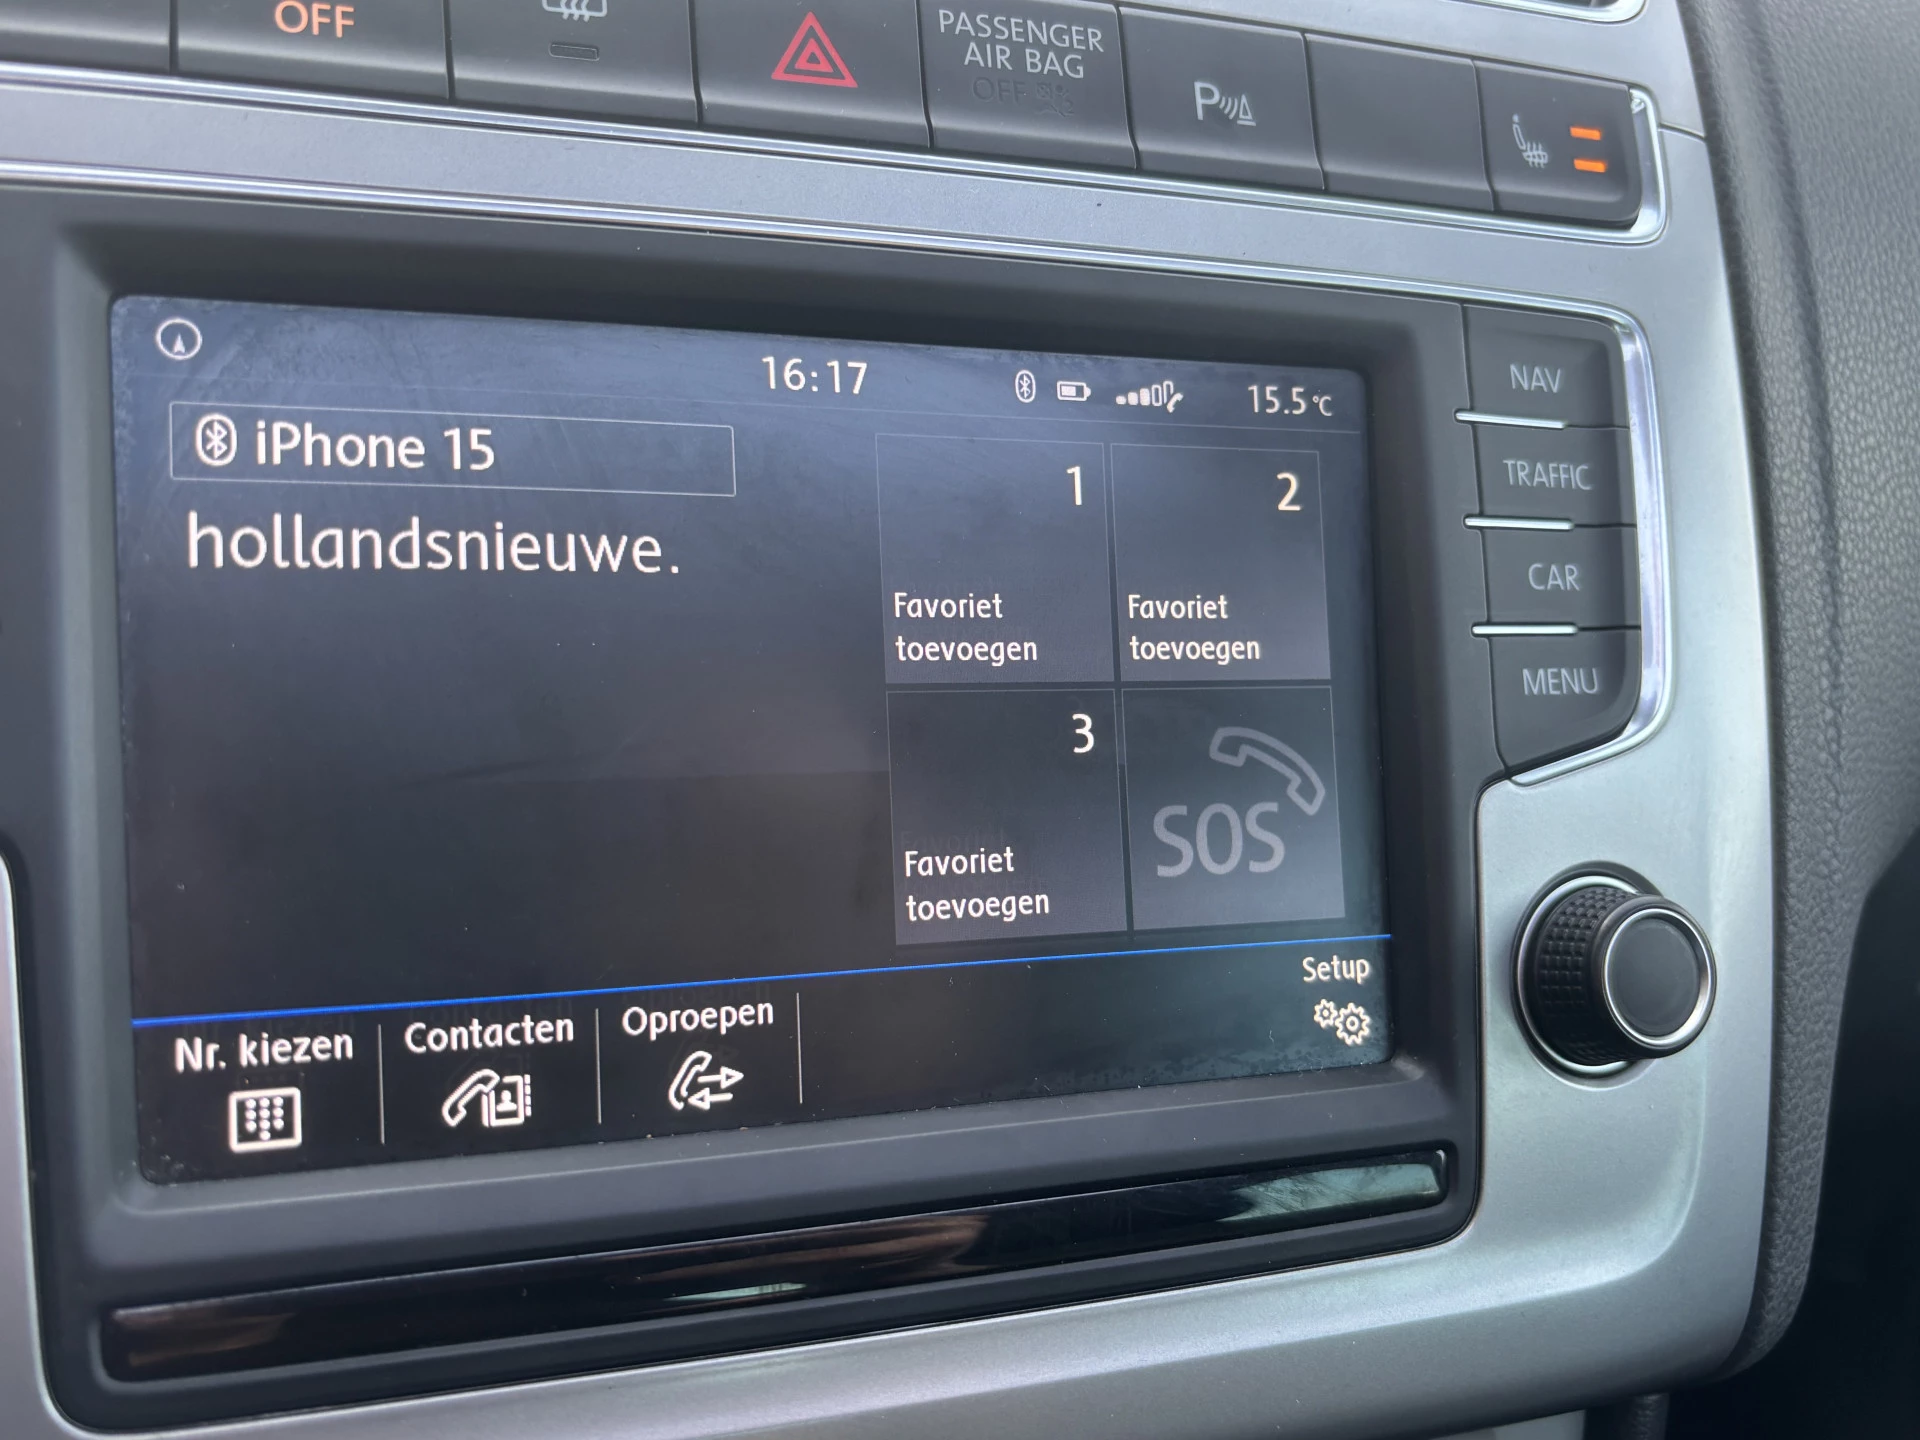 OFF
PASSENGER
AIR BAG
OFF
P
16:17
15.5°C
iPhone 15
hollandsnieuwe.
1
Favoriet
toevoegen
2
Favoriet
toevoegen
3
Favoriet
toevoegen
SOS
Nr. kiezen
Contacten
Oproepen
Setup
NAV
TRAFFIC
CAR
MENU